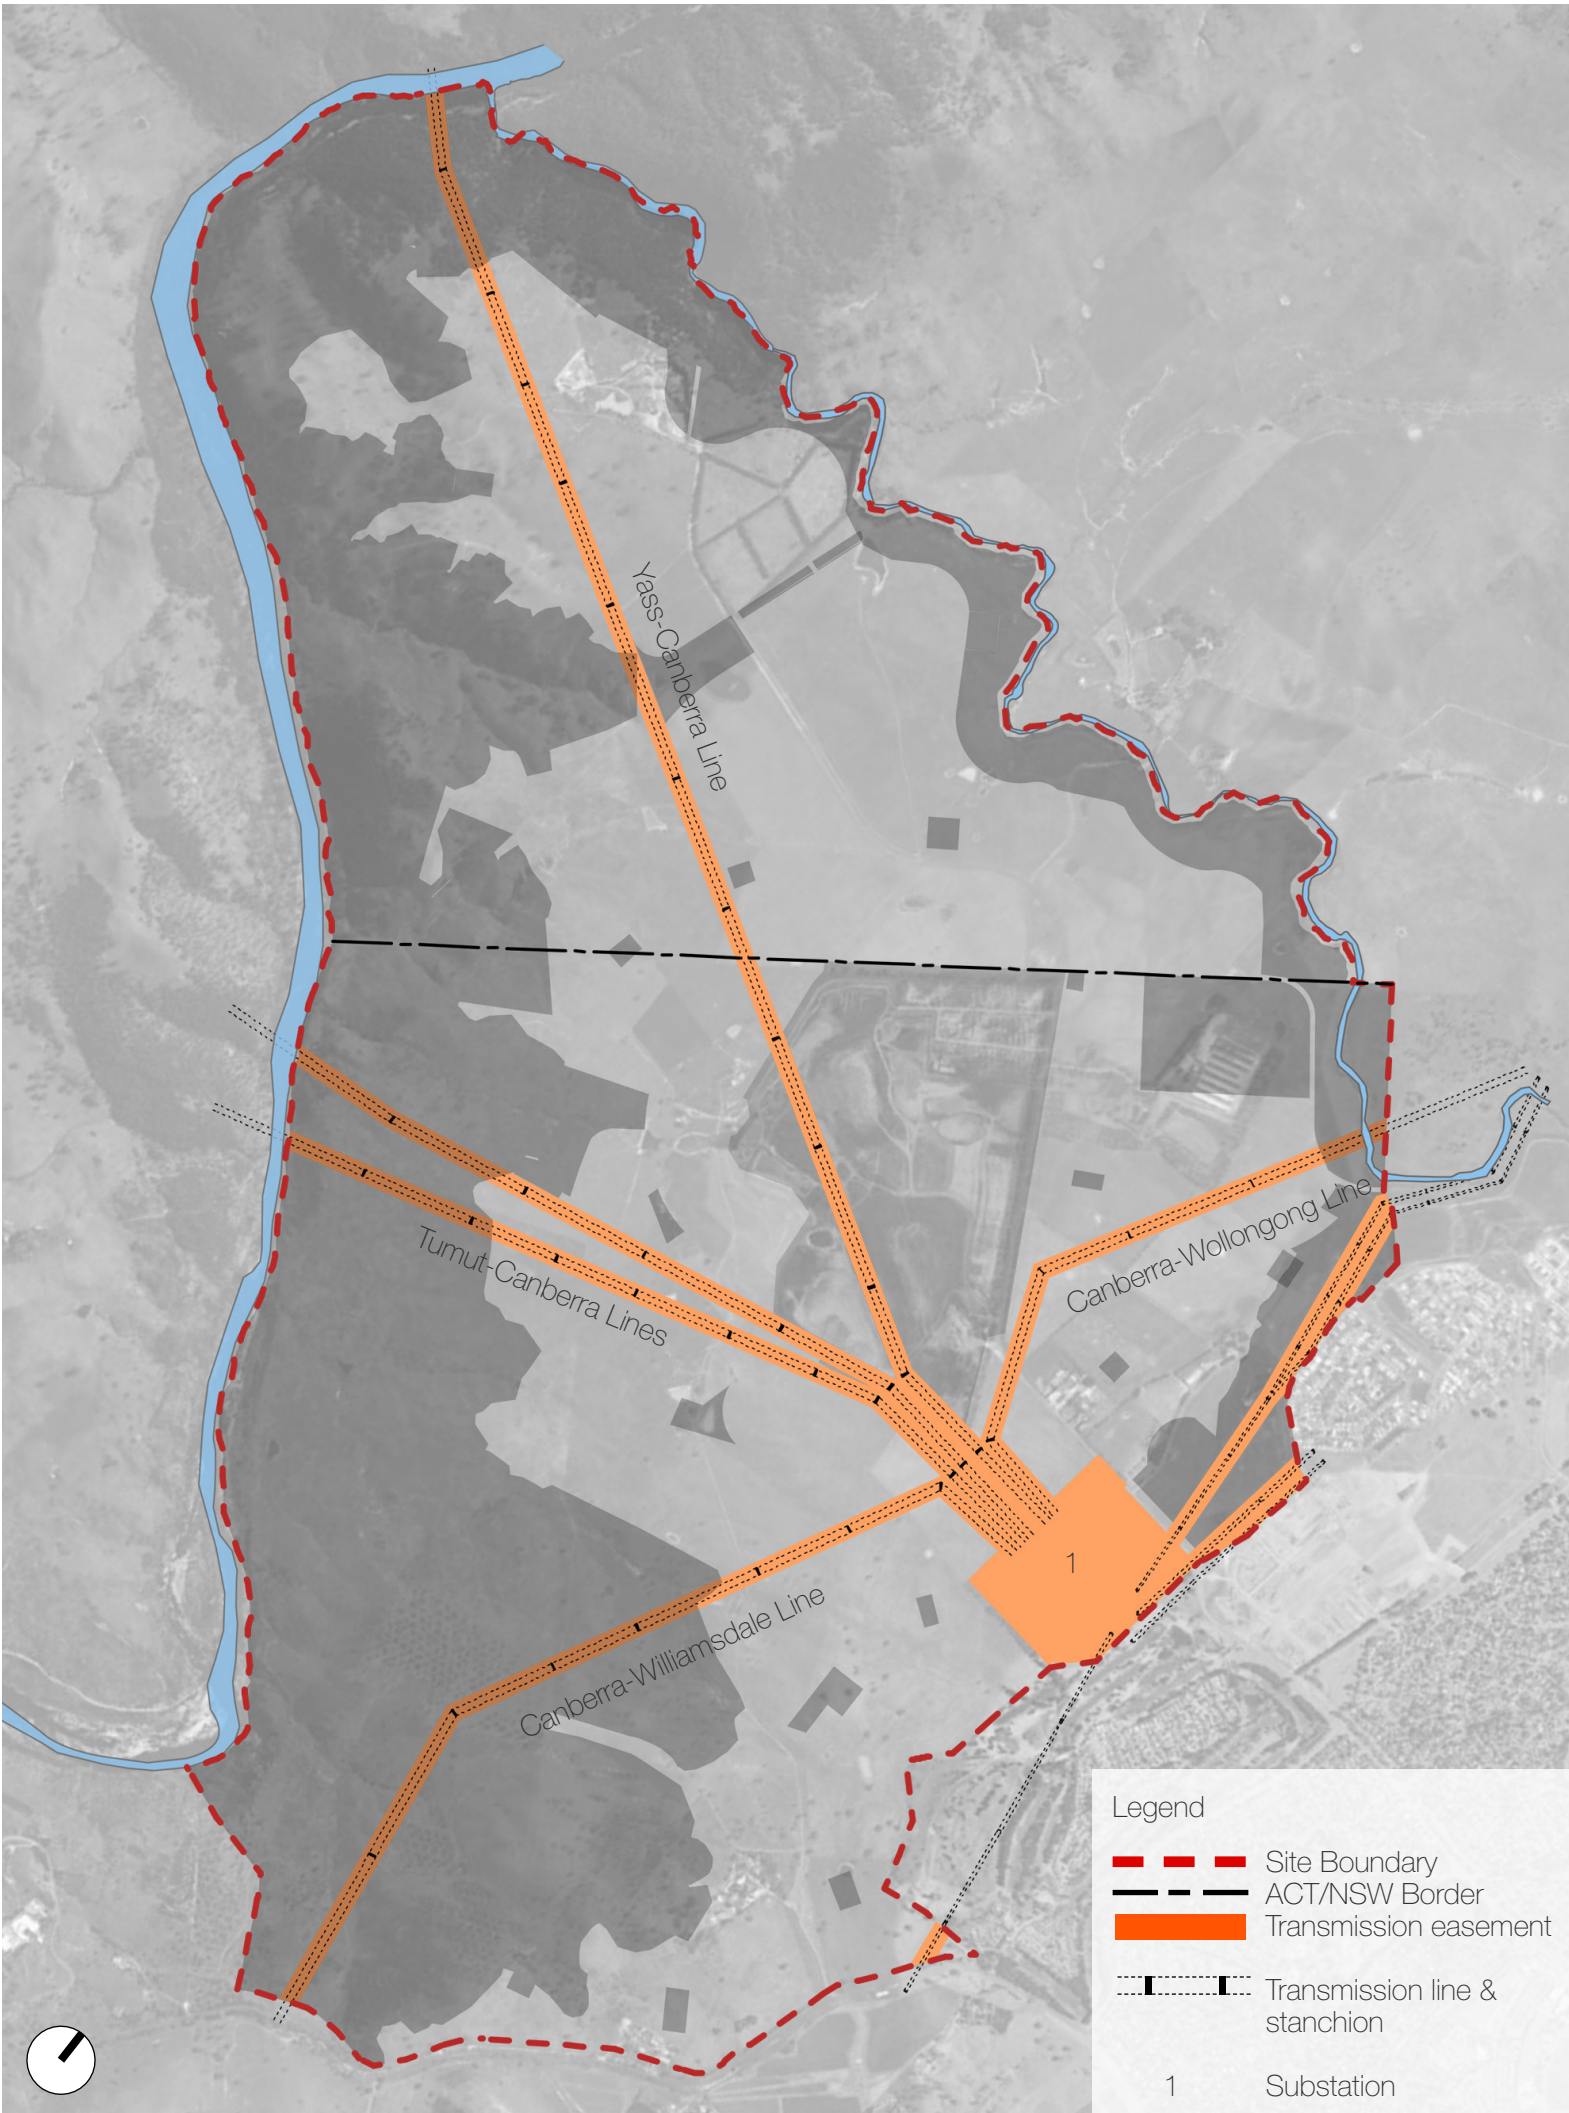 Yass-Canberra Line
Tumut-Canberra Lines
Canberra-Wollongong Line
1
Canberra-Williamsdale Line
Legend
Site Boundary
ACT/NSW Border
Transmission easement
Transmission line &
stanchion
1 Substation